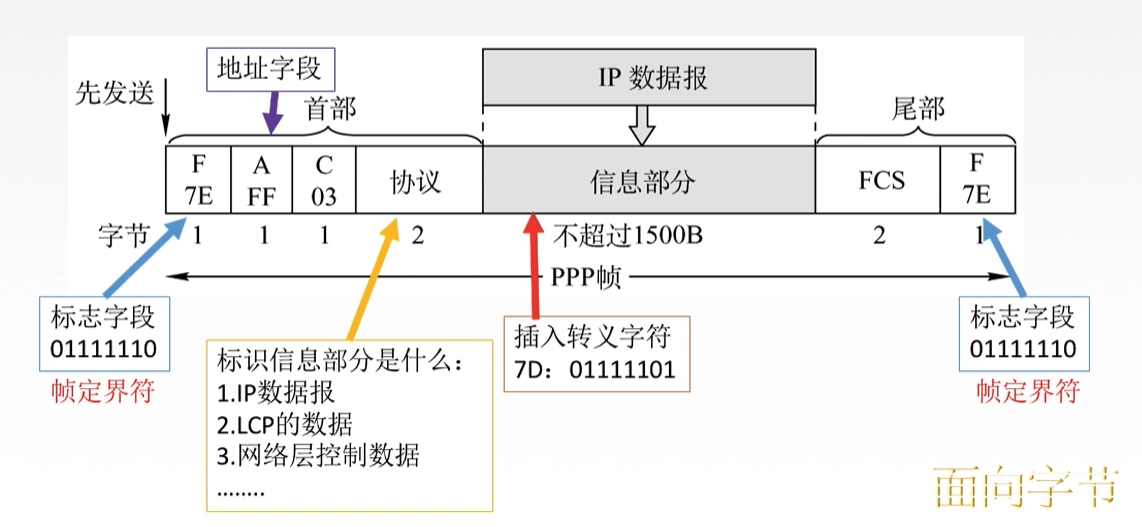 地址字段
IP 数据报
先发送
首部
尾部
F
7E
A
FF
C
03
协议
信息部分
FCS
F
7E
字节
1
1
1
2
不超过1500B
2
1
PPP帧
标志字段
01111110
帧定界符
标识信息部分是什么：
1.IP数据报
2.LCP的数据
3.网络层控制数据
........
插入转义字符
7D：01111101
标志字段
01111110
帧定界符
面向字节